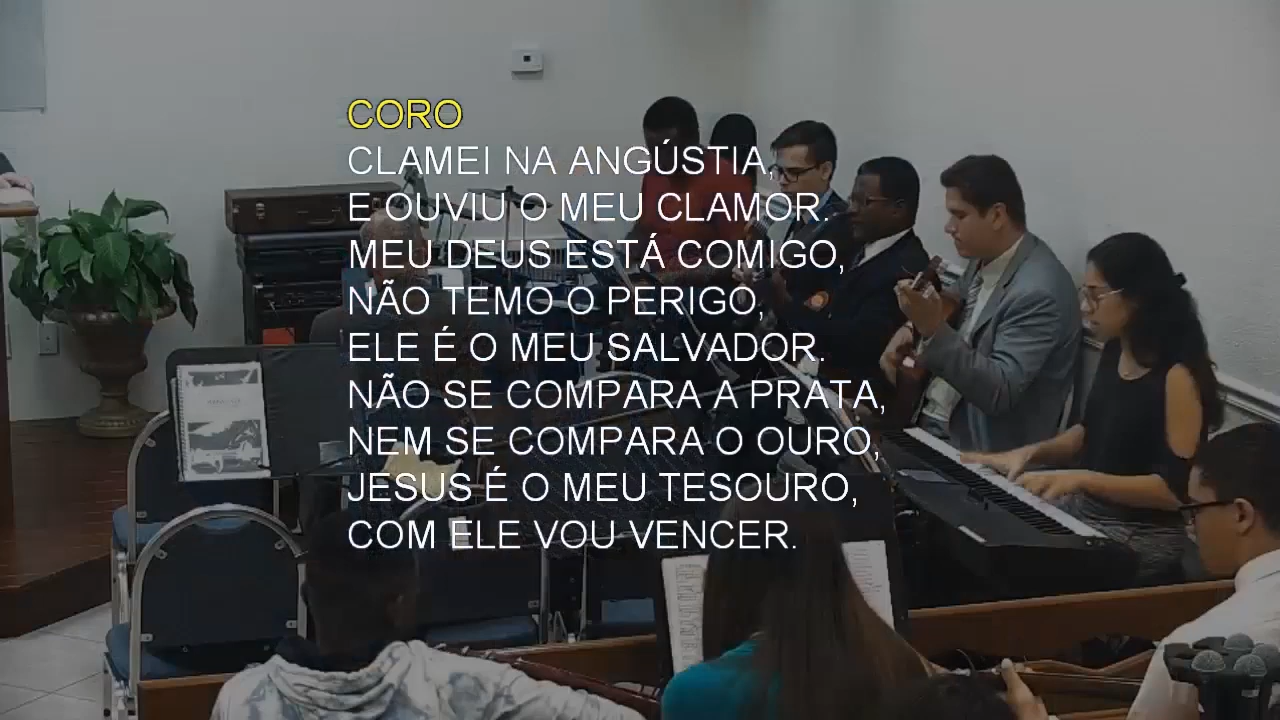 CORO
CLAMEI NA ANGÚSTIA,
E OUVIU O MEU CLAMOR.
MEU DEUS ESTÁ COMIGO,
NÃO TEMO O PERIGO,
ELE É O MEU SALVADOR.
NÃO SE COMPARA A PRATA,
NEM SE COMPARA O OURO,
JESUS É O MEU TESOURO,
COM ELE VOU VENCER.